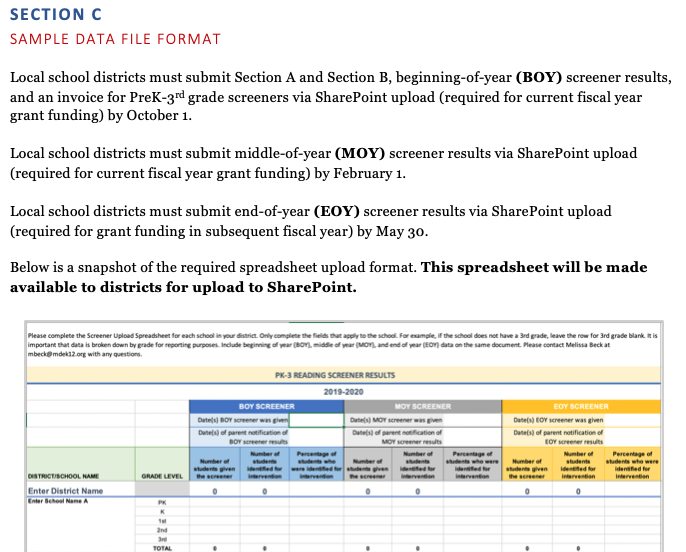 SECTION C
SAMPLE DATA FILE FORMAT
Local school districts must submit Section A and Section B, beginning-of-year (BOY) screener results,
and an invoice for PreK-3rd grade screeners via SharePoint upload (required for current fiscal year
grant funding) by October 1.
Local school districts must submit middle-of-year (MOY) screener results via SharePoint upload
(required for current fiscal year grant funding) by February 1.
Local school districts must submit end-of-year (EOY) screener results via SharePoint upload
(required for grant funding in subsequent fiscal year) by May 30.
Below is a snapshot of the required spreadsheet upload format. This spreadsheet will be made
available to districts for upload to SharePoint.
Please complete the Screener Upload Spreadsheet for each school in your district. Only complete the fields that apply to the school. For example, if the school does not have a 3rd grade, leave the row for 3rd grade blank. It is
important that data is broken down by grade for reporting purposes. Include beginning of year (BOY), middle of year (MOY), and end of year (EOY) data on the same document. Please contact Melissa Beck at
mbeck@mdek12.org with any questions.
PK-3 READING SCREENER RESULTS
2019-2020
BOY SCREENER MOY SCREENER EOY SCREENER
Date(s) BOY screener was given Date(s) MOY screener was given Date(s) EOY screener was given
Date(s) of parent notification of Date(s) of parent notification of Date(s) of parent notification of
BOY screener results MOY screener results EOY screener results
Number of Percentage of Number of Percentage of Number of Percentage of
Number of students students who Number of students students who were Number of students students who were
students given identified for were identified for students given identified for identified for students given identified for identified for
DISTRICT/SCHOOL NAME GRADE LEVEL the screener intervention intervention the screener intervention intervention the screener intervention intervention
Enter District Name 0 0 0 0 0 0
Enter School Name A PK
K
1st
2nd
3rd
TOTAL 0 0 0 0 0 0